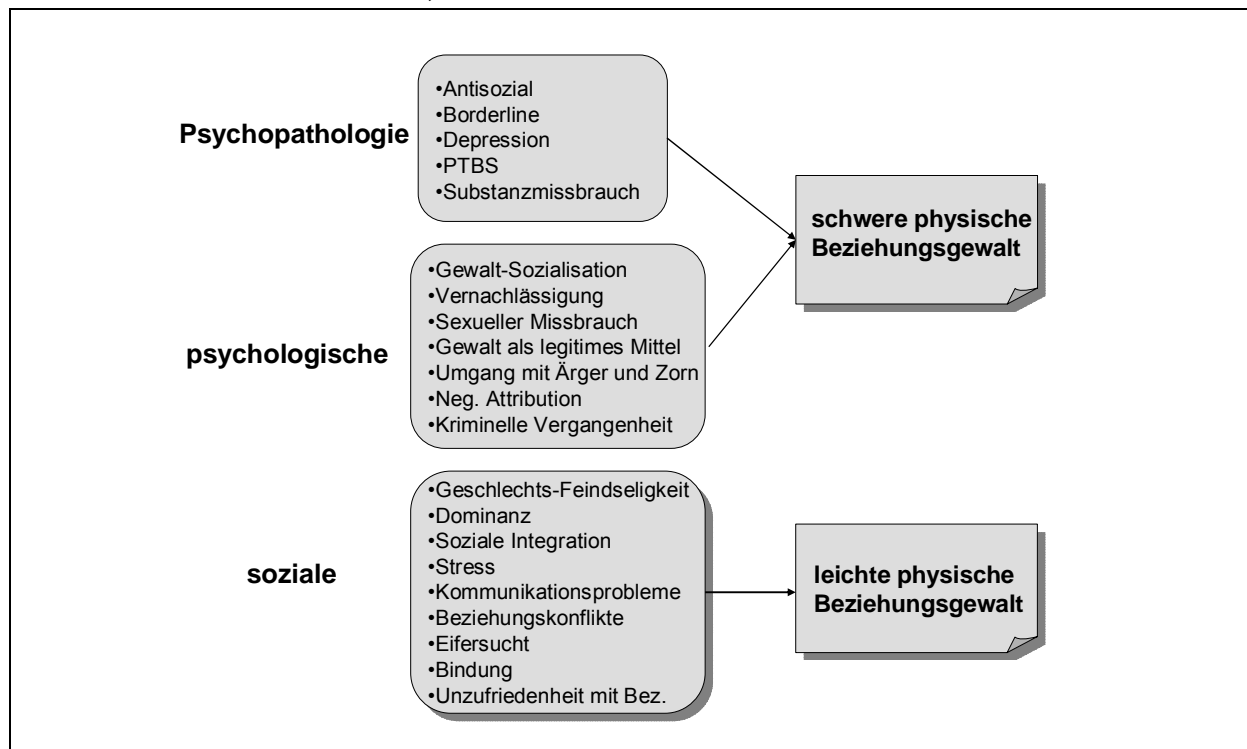 Psychopathologie
•Antisozial
•Borderline
•Depression
•PTBS
•Substanzmissbrauch
schwere physische
Beziehungsgewalt
psychologische
•Gewalt-Sozialisation
•Vernachlässigung
•Sexueller Missbrauch
•Gewalt als legitimes Mittel
•Umgang mit Ärger und Zorn
•Neg. Attribution
•Kriminelle Vergangenheit
soziale
•Geschlechts-Feindseligkeit
•Dominanz
•Soziale Integration
•Stress
•Kommunikationsprobleme
•Beziehungskonflikte
•Eifersucht
•Bindung
•Unzufriedenheit mit Bez.
leichte physische
Beziehungsgewalt